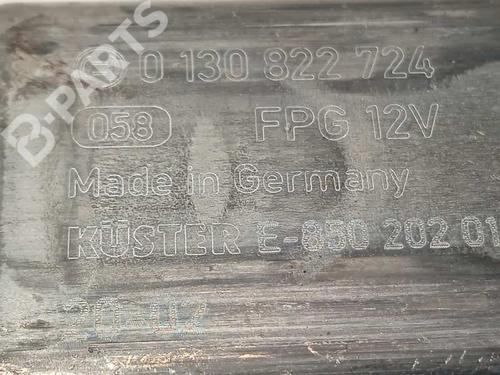 0 130 822 724
058 FPG 12V
Made in Germany
KÜSTER E-850 202 01
B-PARTS